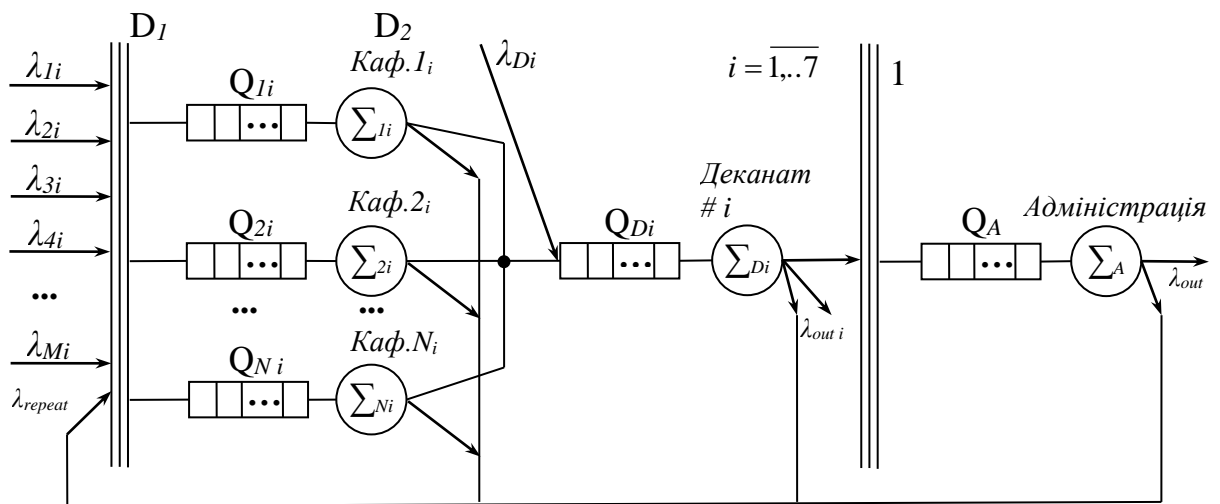 D1 D2
λ1i
λ2i
λ3i
λ4i
...
λMi
λrepeat
Q1i
Каф.1i
∑1i
Q2i
Каф.2i
∑2i
... ...
QN i
Каф.Ni
∑Ni
λDi
i = 1,..7
QDi
Деканат
# i
∑Di
λout i
1
QA
Адміністрація
∑A
λout